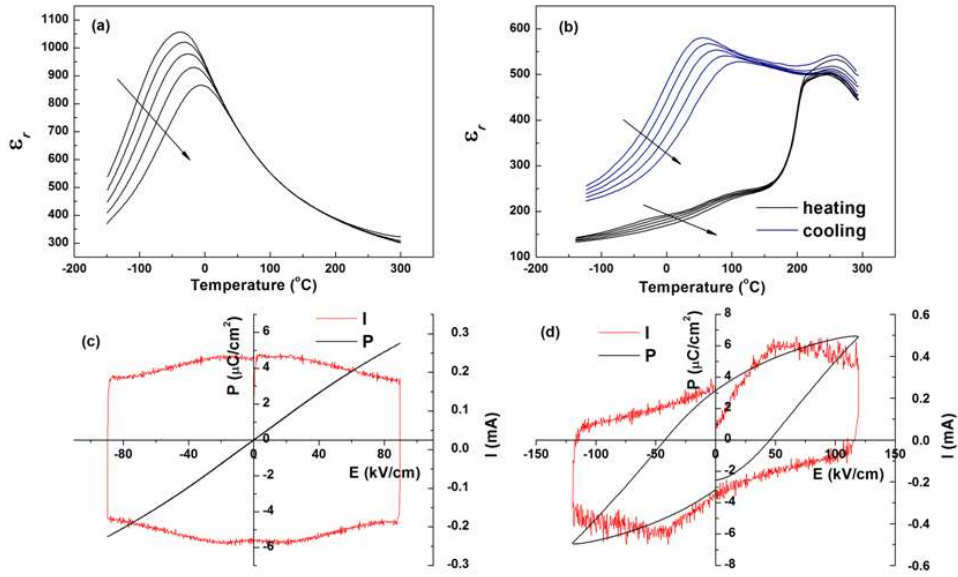 (a)
1100
1000
900
800
700
600
500
400
300
εr
-200 -100 0 100 200 300 400
Temperature (°C)
(b)
600
500
400
300
200
100
εr
heating
cooling
-200 -100 0 100 200 300 400
Temperature (°C)
(c)
I
P
P (μC/cm²)
6
4
2
0
-2
-4
-6
0.3
0.2
0.1
0.0
-0.1
-0.2
0.3
I (mA)
-80 -40 0 40 80
E (kV/cm)
(d)
I
P
P (μC/cm²)
8
6
4
2
0
-2
-4
-6
-8
0.6
0.4
0.2
0.0
-0.2
-0.4
0.6
I (mA)
-150 -100 -50 0 50 100 150
E (kV/cm)